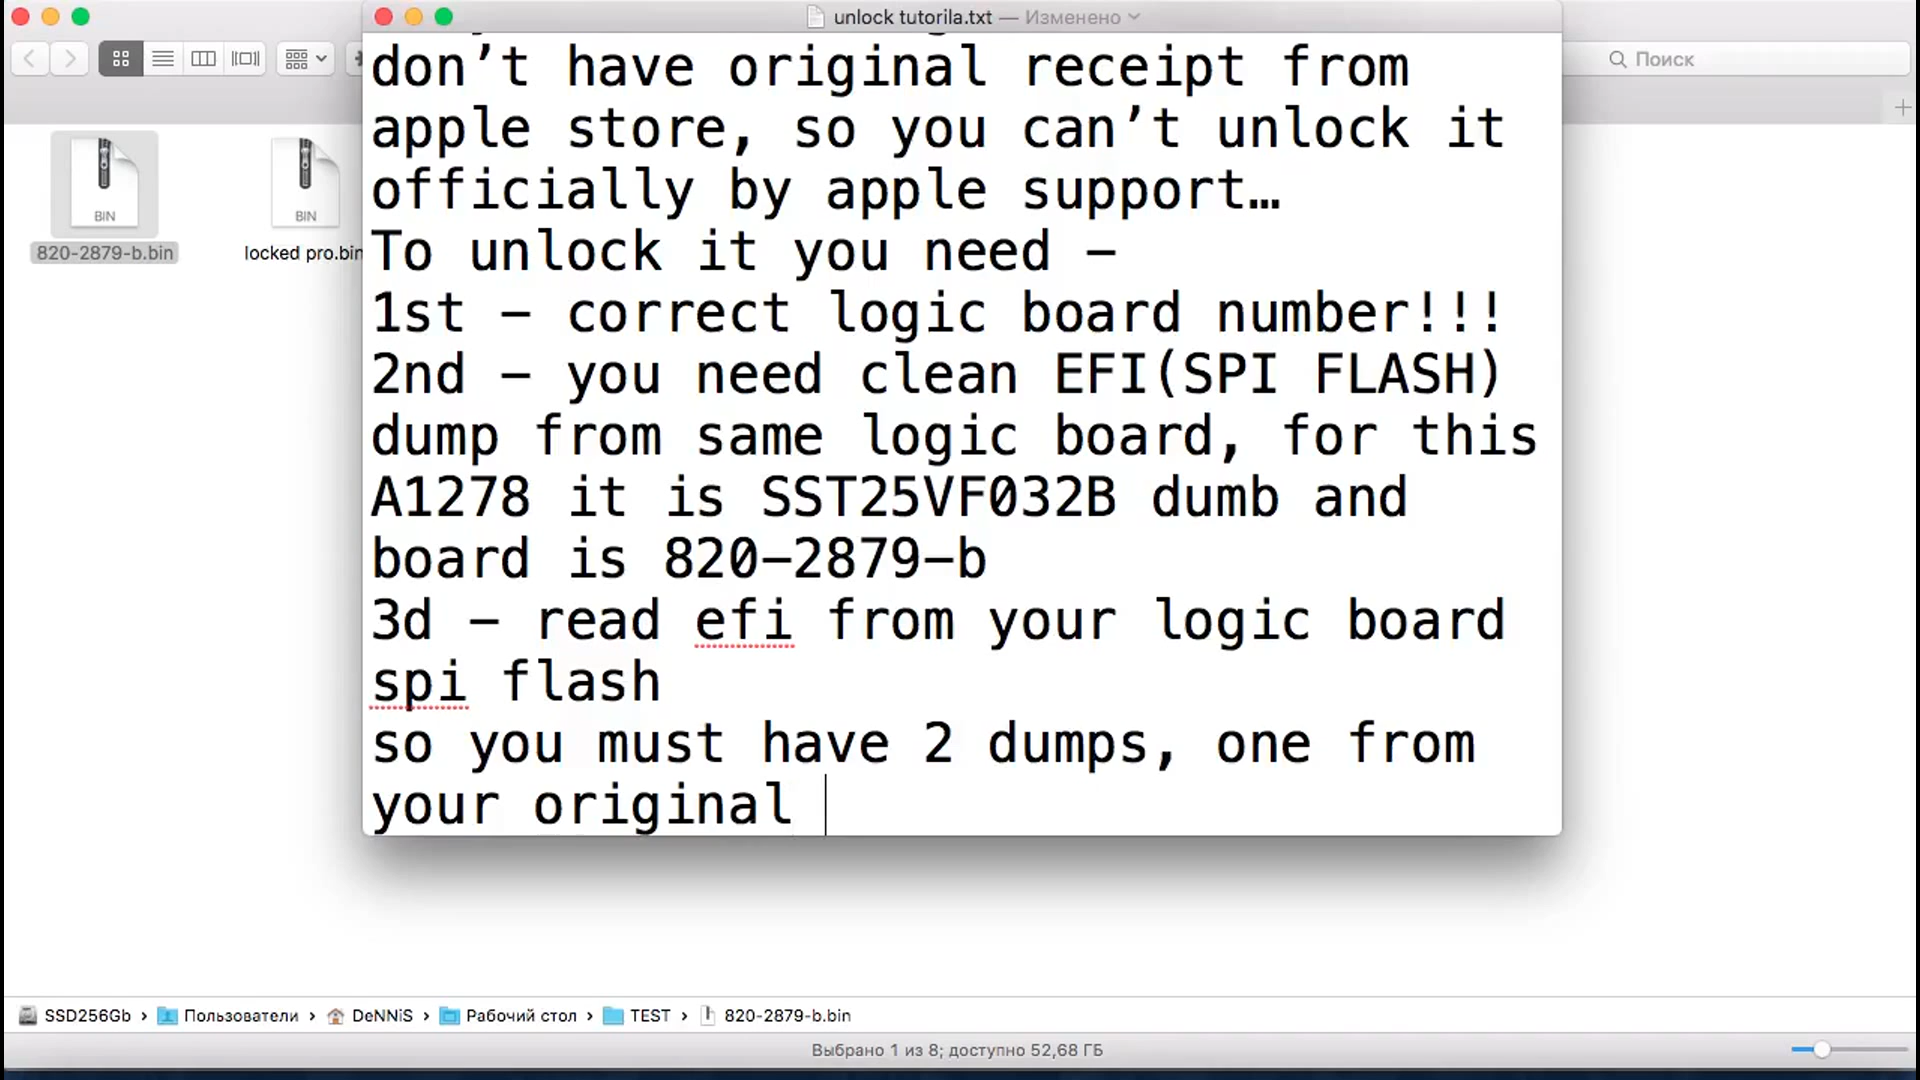 unlock tutorila.txt — Изменено
Поиск
don’t have original receipt from
apple store, so you can’t unlock it
officially by apple support…
To unlock it you need –
1st – correct logic board number!!!
2nd – you need clean EFI(SPI FLASH)
dump from same logic board, for this
A1278 it is SST25VF032B dumb and
board is 820–2879–b
3d – read efi from your logic board
spi flash
so you must have 2 dumps, one from
your original
BIN
820-2879-b.bin
BIN
locked pro.bin
SSD256Gb › Пользователи › DeNNiS › Рабочий стол › TEST › 820-2879-b.bin
Выбрано 1 из 8; доступно 52,68 ГБ